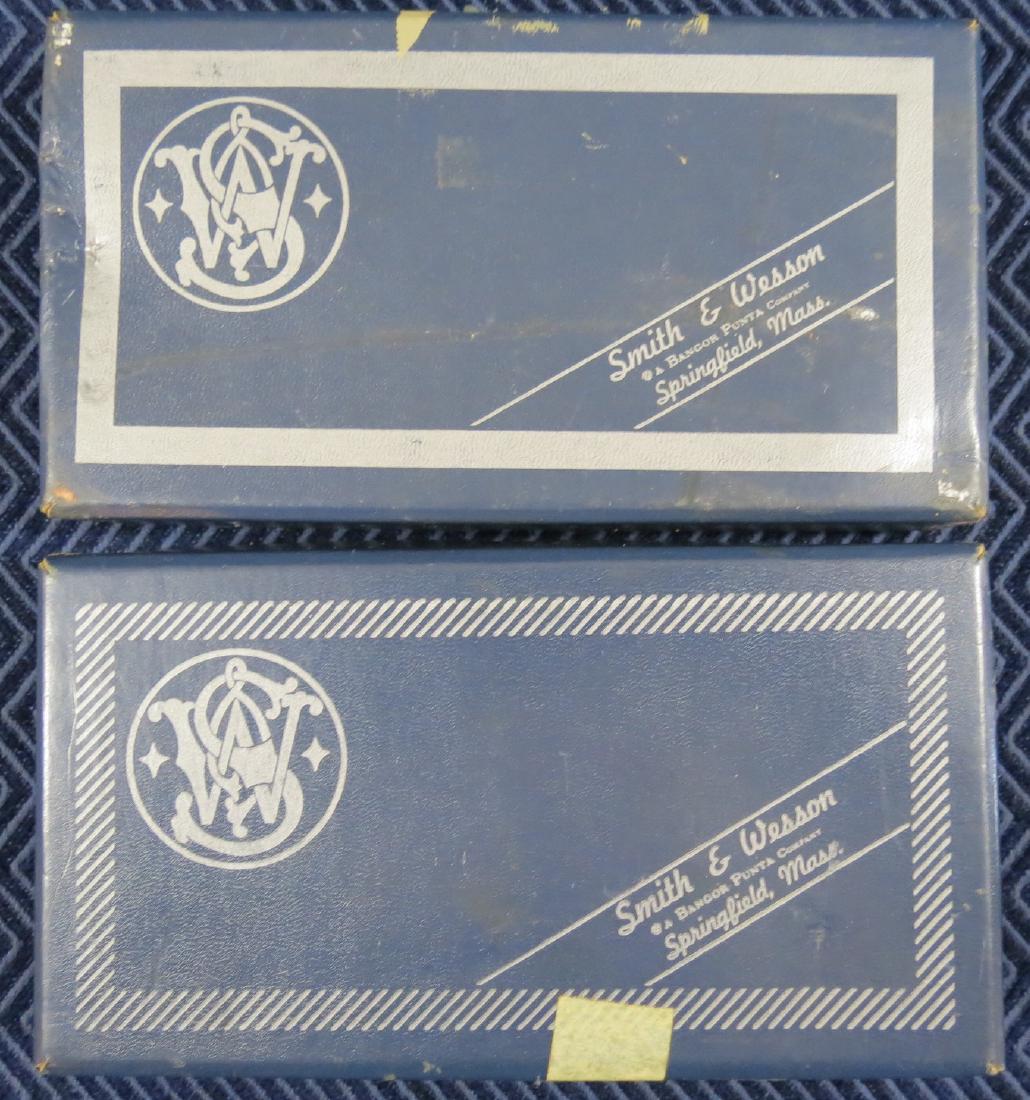 Smith & Wesson
A Bangor Punta Company
Springfield, Mass.
Smith & Wesson
A Bangor Punta Company
Springfield, Mass.